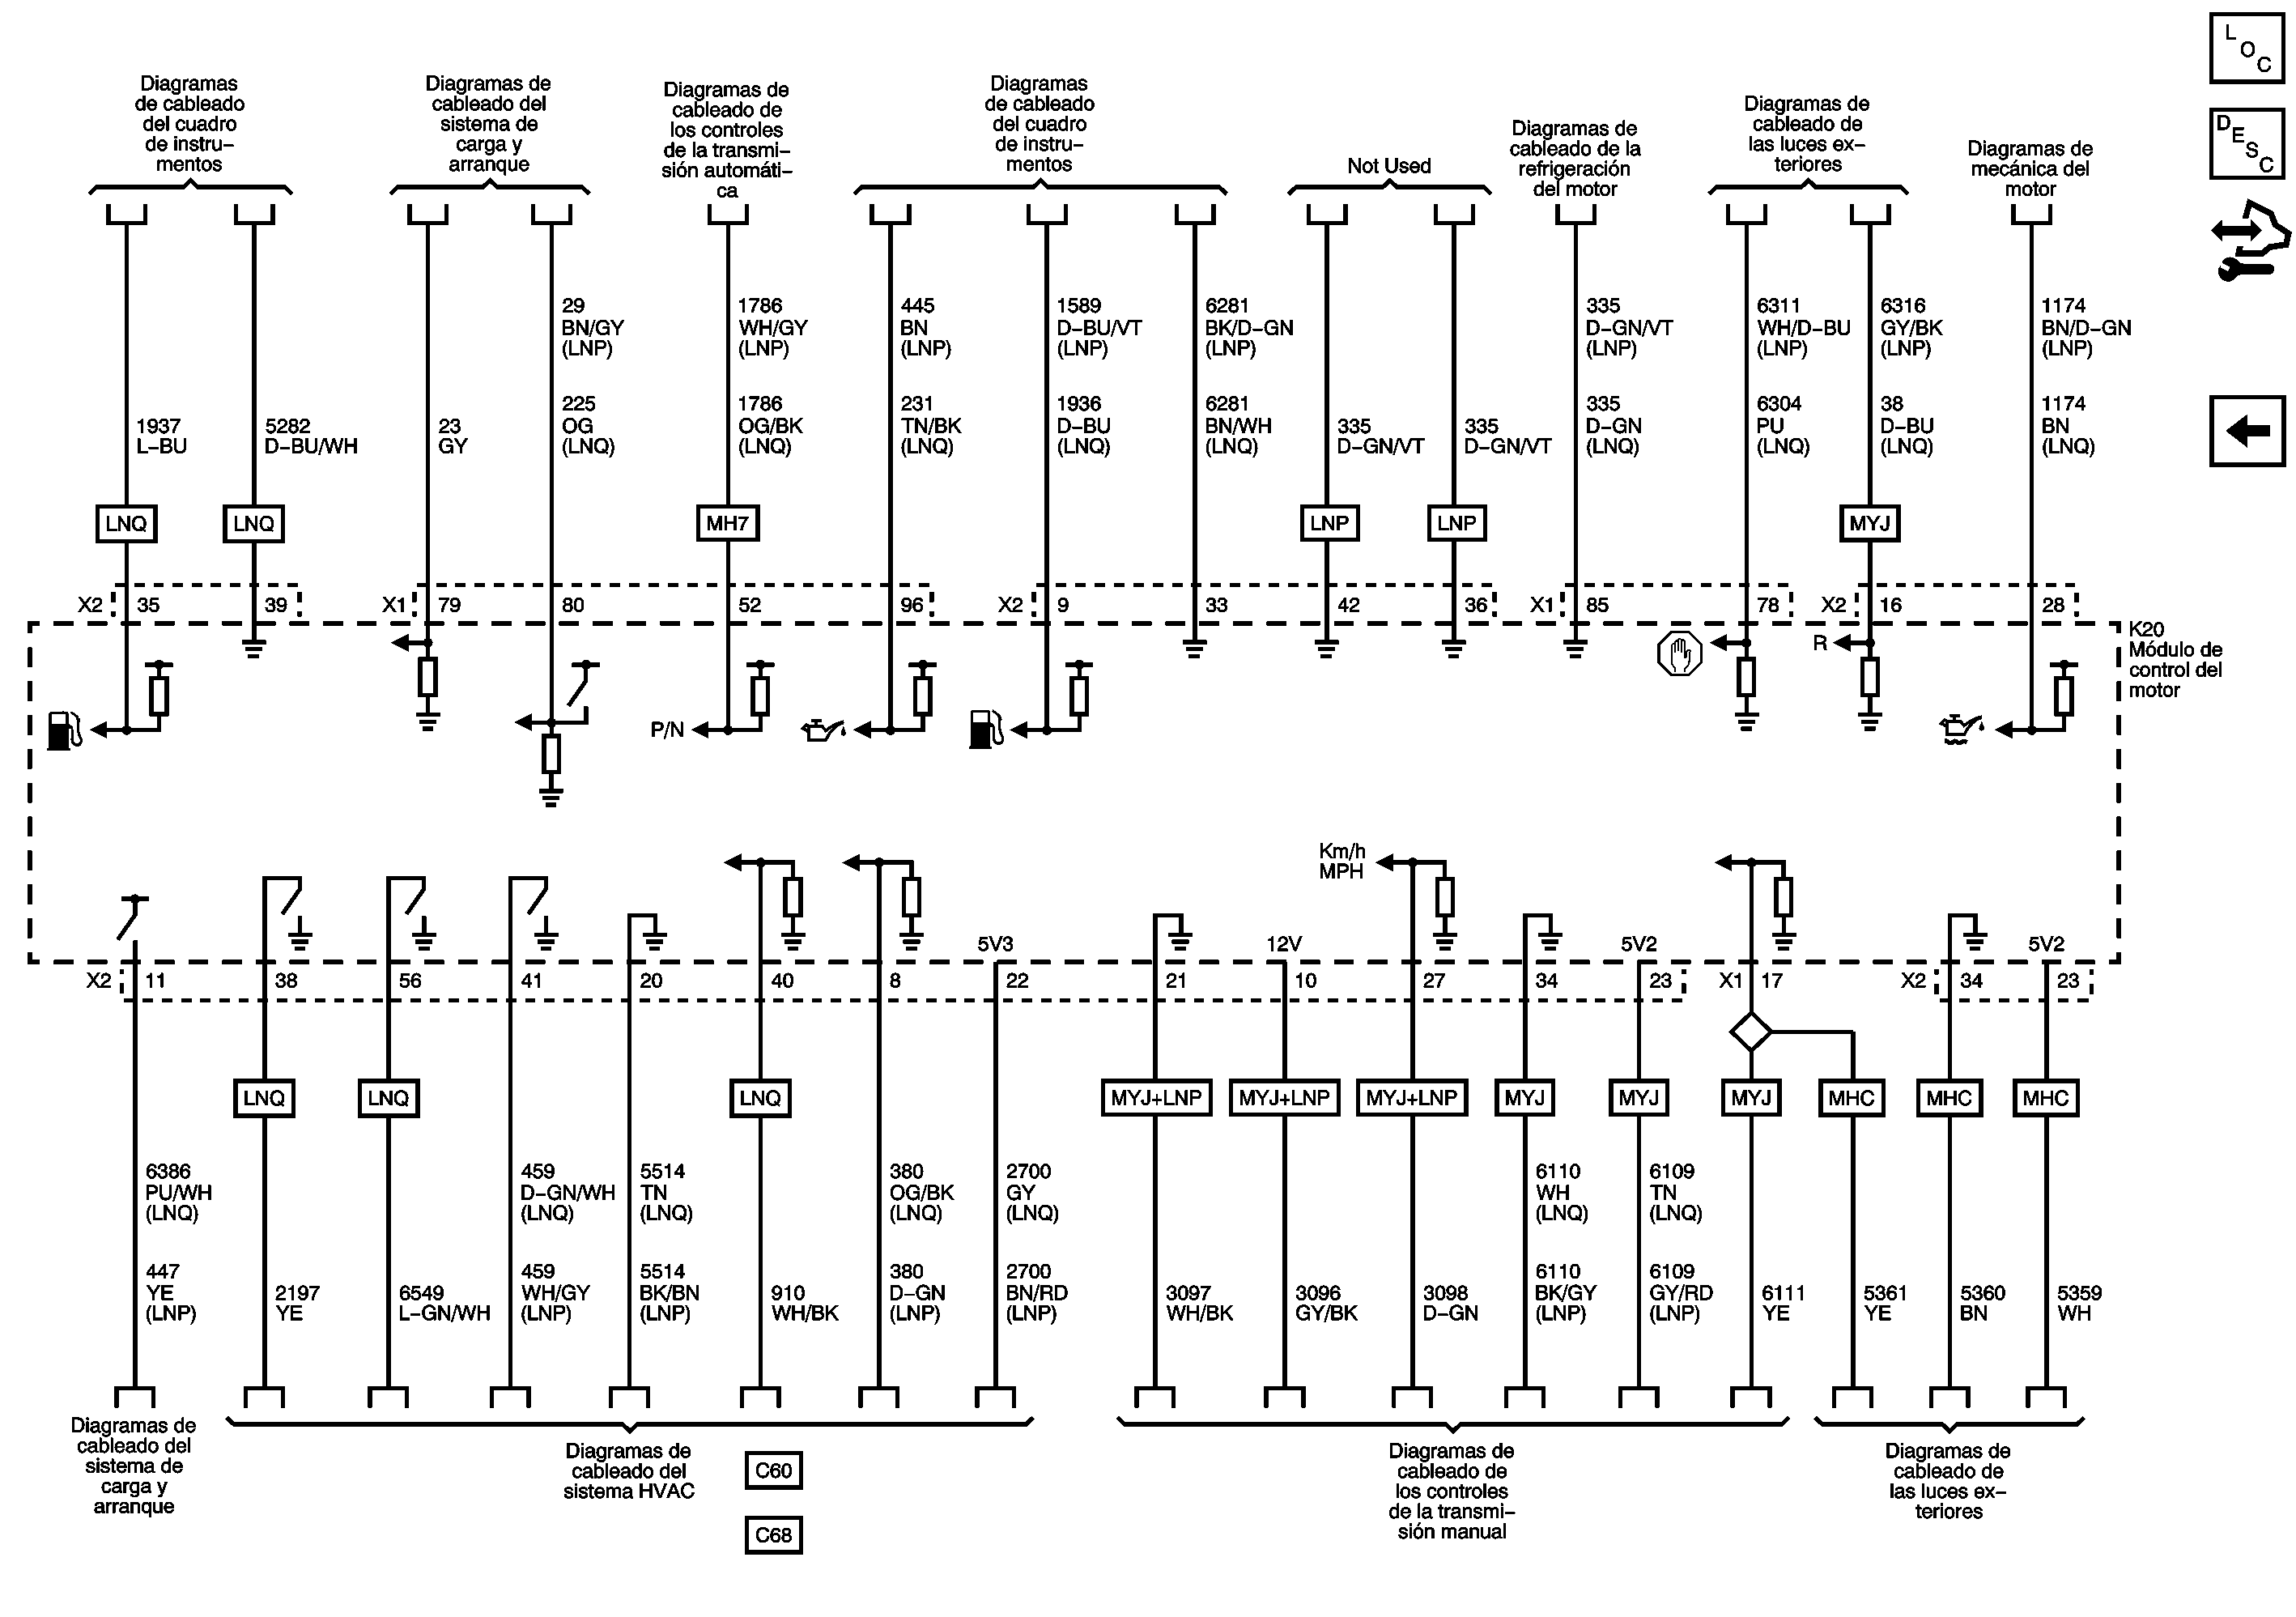 L
O
C
D
E
S
C
Diagramas
de cableado
del cuadro
de instru–
mentos
Diagramas de
cableado del
sistema de
carga y
arranque
Diagramas de
cableado de
los controles
de la transmi–
sión automáti–
ca
Diagramas
de cableado
del cuadro
de instru–
mentos
Not Used
Diagramas de
cableado de la
refrigeración
del motor
Diagramas de
cableado de
las luces ex–
teriores
Diagramas de
mecánica del
motor
1937
L–BU
5282
D–BU/WH
23
GY
29
BN/GY
(LNP)
225
OG
(LNQ)
1786
WH/GY
(LNP)
1786
OG/BK
(LNQ)
445
BN
(LNP)
231
TN/BK
(LNQ)
1589
D–BU/VT
(LNP)
1936
D–BU
(LNQ)
6281
BK/D–GN
(LNP)
6281
BN/WH
(LNQ)
335
D–GN/VT
335
D–GN/VT
335
D–GN/VT
(LNP)
335
D–GN
(LNQ)
6311
WH/D–BU
(LNP)
6304
PU
(LNQ)
6316
GY/BK
(LNP)
38
D–BU
(LNQ)
1174
BN/D–GN
(LNP)
1174
BN
(LNQ)
LNQ
LNQ
MH7
LNP
LNP
MYJ
X2 35 39 X1 79 80 52 96 X2 9 33 42 36 X1 85 78 X2 16 28
K20
Módulo de
control del
motor
R
P/N
Km/h
MPH
5V3
12V
5V2
5V2
X2 11 38 56 41 20 40 8 22 21 10 27 34 23 X1 17 X2 34 23
LNQ
LNQ
LNQ
MYJ+LNP
MYJ+LNP
MYJ+LNP
MYJ
MYJ
MYJ
MHC
MHC
MHC
6386
PU/WH
(LNQ)
447
YE
(LNP)
2197
YE
6549
L–GN/WH
459
D–GN/WH
(LNQ)
459
WH/GY
(LNP)
5514
TN
(LNQ)
5514
BK/BN
(LNP)
910
WH/BK
380
OG/BK
(LNQ)
380
D–GN
(LNP)
2700
GY
(LNQ)
2700
BN/RD
(LNP)
3097
WH/BK
3096
GY/BK
3098
D–GN
6110
WH
(LNQ)
6110
BK/GY
(LNP)
6109
TN
(LNQ)
6109
GY/RD
(LNP)
6111
YE
5361
YE
5360
BN
5359
WH
Diagramas de
cableado del
sistema de
carga y
arranque
Diagramas de
cableado del
sistema HVAC
C60
C68
Diagramas de
cableado de
los controles
de la transmi–
sión manual
Diagramas de
cableado de
las luces ex–
teriores